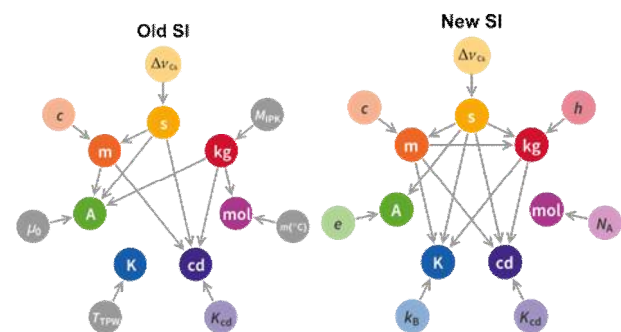 Old SI
New SI
Δν_Cs
c
s
M_IPK
m
kg
A
mol
μ₀
m(¹²C)
K
cd
T_TPW
K_cd
Δν_Cs
c
s
h
m
kg
A
mol
e
N_A
K
cd
k_B
K_cd